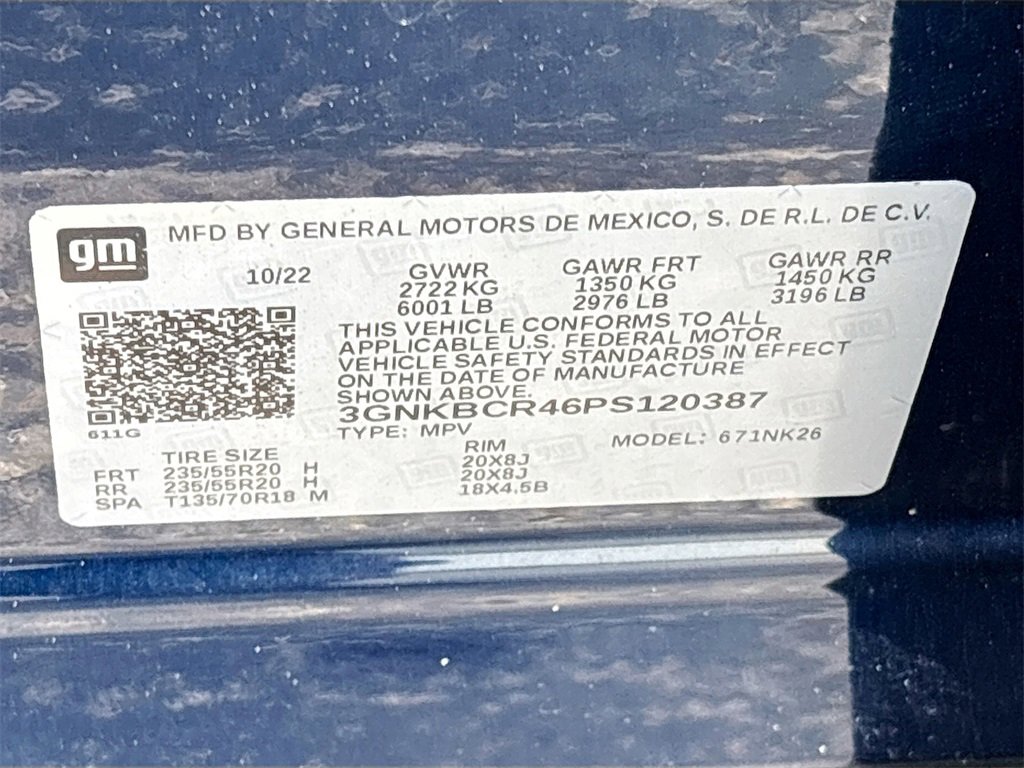 gm
MFD BY GENERAL MOTORS DE MEXICO, S. DE R.L. DE C.V.
10/22
GVWR
2722 KG
6001 LB
GAWR FRT
1350 KG
2976 LB
GAWR RR
1450 KG
3196 LB
THIS VEHICLE CONFORMS TO ALL
APPLICABLE U.S. FEDERAL MOTOR
VEHICLE SAFETY STANDARDS IN EFFECT
ON THE DATE OF MANUFACTURE
SHOWN ABOVE.
3GNKBCR46PS120387
611G
TYPE: MPV
MODEL: 671NK26
TIRE SIZE RIM
FRT 235/55R20 H 20X8J
RR 235/55R20 H 20X8J
SPA T135/70R18 M 18X4.5B